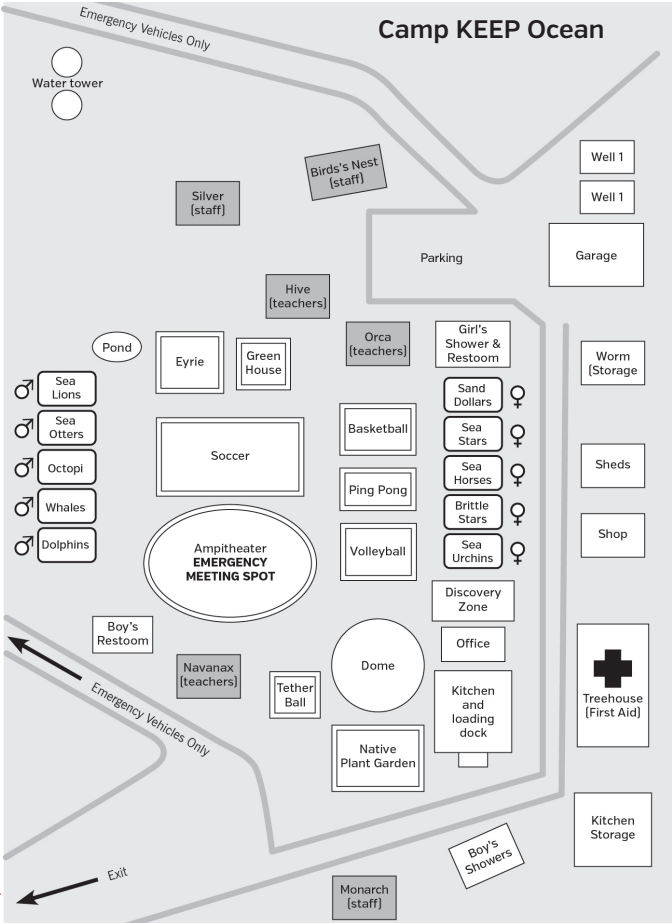 Camp KEEP Ocean
Emergency Vehicles Only
Water tower
Birds's Nest
(staff)
Silver
(staff)
Well 1
Well 1
Parking
Garage
Hive
(teachers)
Orca
(teachers)
Girl's
Shower &
Restoom
Pond
Eyrie
Green
House
Worm
(Storage
Sea
Lions
Sea
Otters
Octopi
Whales
Dolphins
Soccer
Basketball
Ping Pong
Volleyball
Sand
Dollars
Sea
Stars
Sea
Horses
Brittle
Stars
Sea
Urchins
Sheds
Shop
Ampitheater
EMERGENCY
MEETING SPOT
Discovery
Zone
Office
Boy's
Restoom
Navanax
(teachers)
Tether
Ball
Dome
Kitchen
and
loading
dock
Treehouse
(First Aid)
Emergency Vehicles Only
Native
Plant Garden
Kitchen
Storage
Boy's
Showers
Exit
Monarch
(staff)